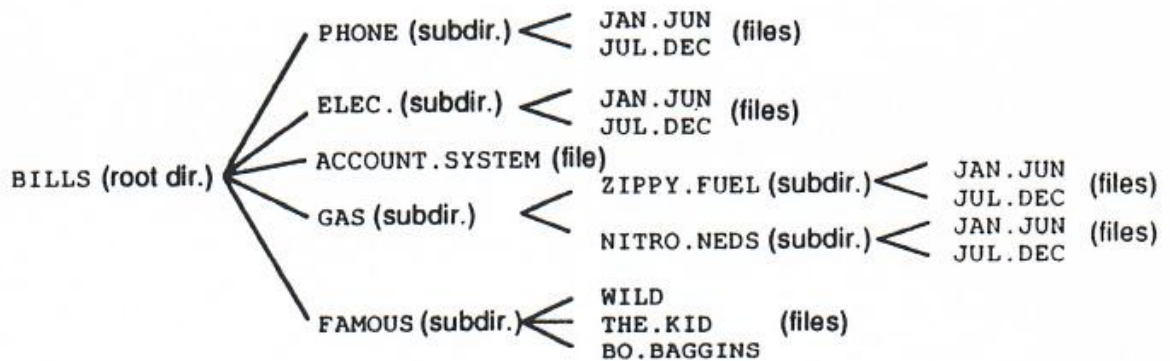 PHONE (subdir.)
JAN.JUN
JUL.DEC
(files)
ELEC. (subdir.)
JAN.JUN
JUL.DEC
(files)
BILLS (root dir.)
ACCOUNT.SYSTEM (file)
GAS (subdir.)
ZIPPY.FUEL (subdir.)
JAN.JUN
JUL.DEC
(files)
NITRO.NEDS (subdir.)
JAN.JUN
JUL.DEC
(files)
FAMOUS (subdir.)
WILD
THE.KID
BO.BAGGINS
(files)